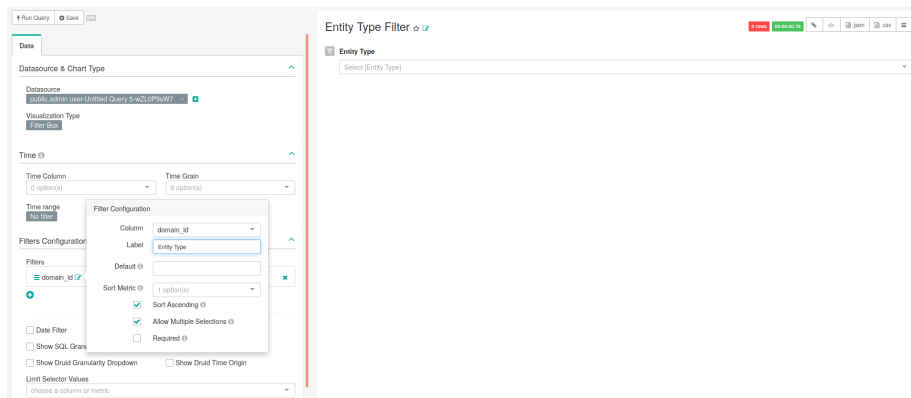 Run Query
Save
Data
Datasource & Chart Type
Datasource
public.admin user-Untitled Query 5-wZL0P9sW7
Visualization Type
Filter Box
Time
Time Column
Time Grain
0 option(s)
9 option(s)
Time range
No filter
Filters Configuration
Filters
domain_id
Date Filter
Show SQL Gran
Show Druid Granularity Dropdown
Show Druid Time Origin
Limit Selector Values
choose a column or metric
Filter Configuration
Column
domain_id
Label
Entity Type
Default
Sort Metric
1 option(s)
Sort Ascending
Allow Multiple Selections
Required
Entity Type Filter
0 rows
00:00:00.76
</>
.json
.csv
Entity Type
Select [Entity Type]